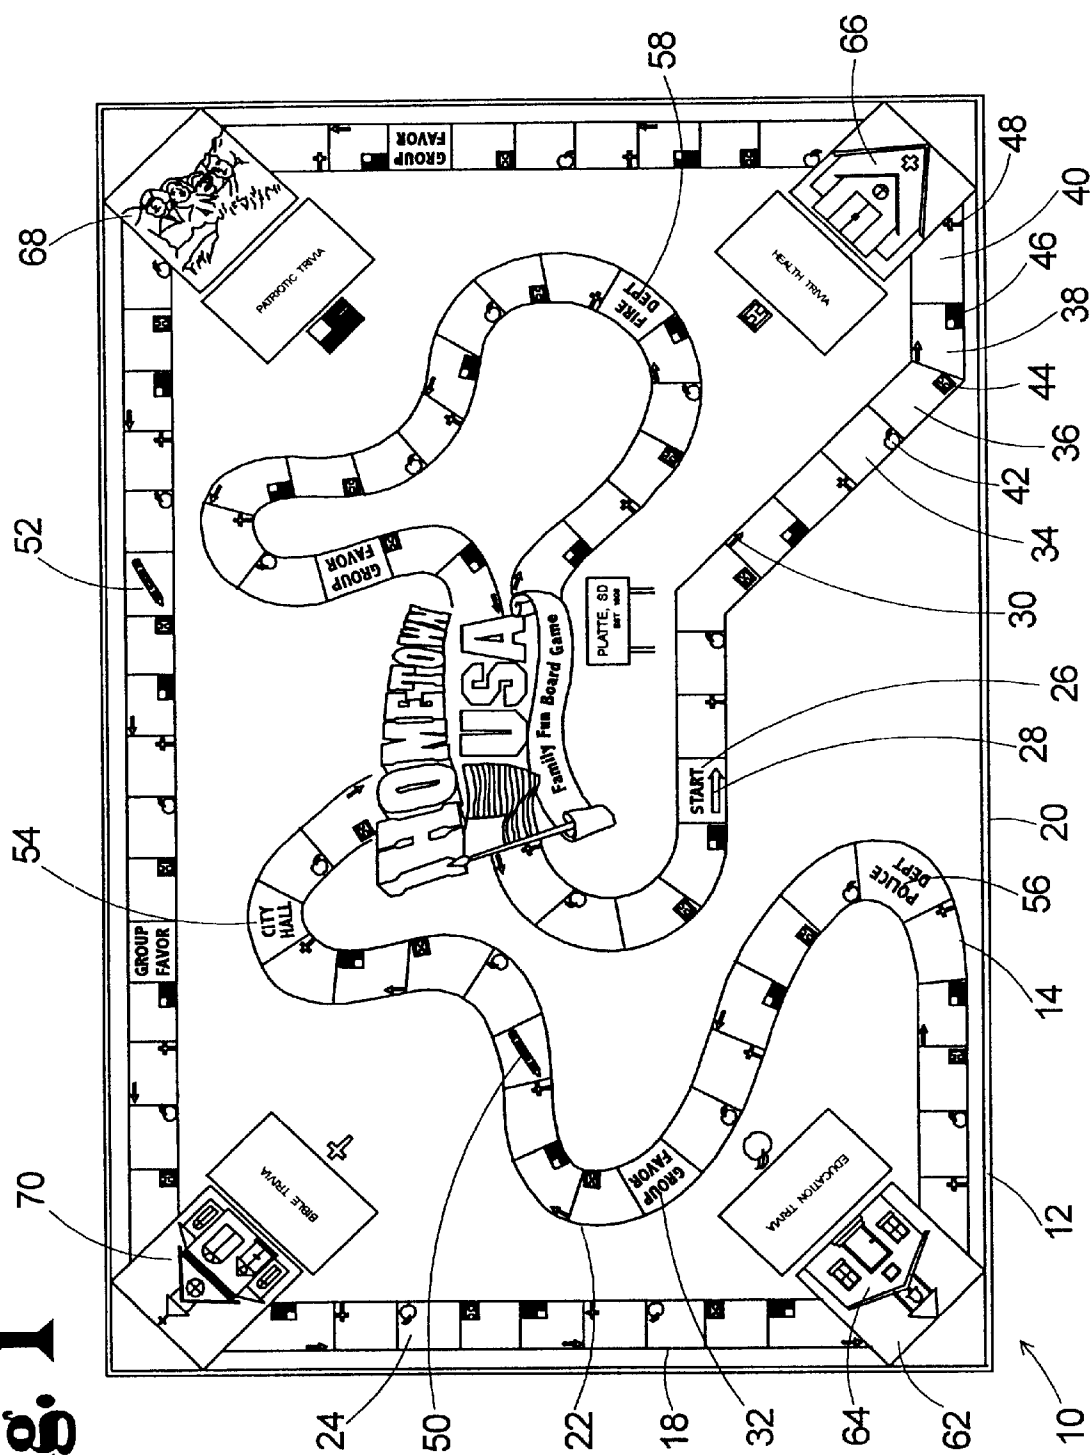 Fig. 1
68
52
54
70
GROUP
FAVOR
PATRIOTIC TRIVIA
GROUP
FAVOR
58
66
FIRE
DEPT
HEALTH TRIVIA
GROUP
FAVOR
HOMETOWN
USA
Family Fun Board Game
PLATTE, SD
CITY
HALL
START
POLICE
DEPT
BIBLE TRIVIA
GROUP
FAVOR
EDUCATION TRIVIA
48
40
46
38
44
36
42
34
30
26
28
20
56
14
12
24
50
22
18
32
64
62
10